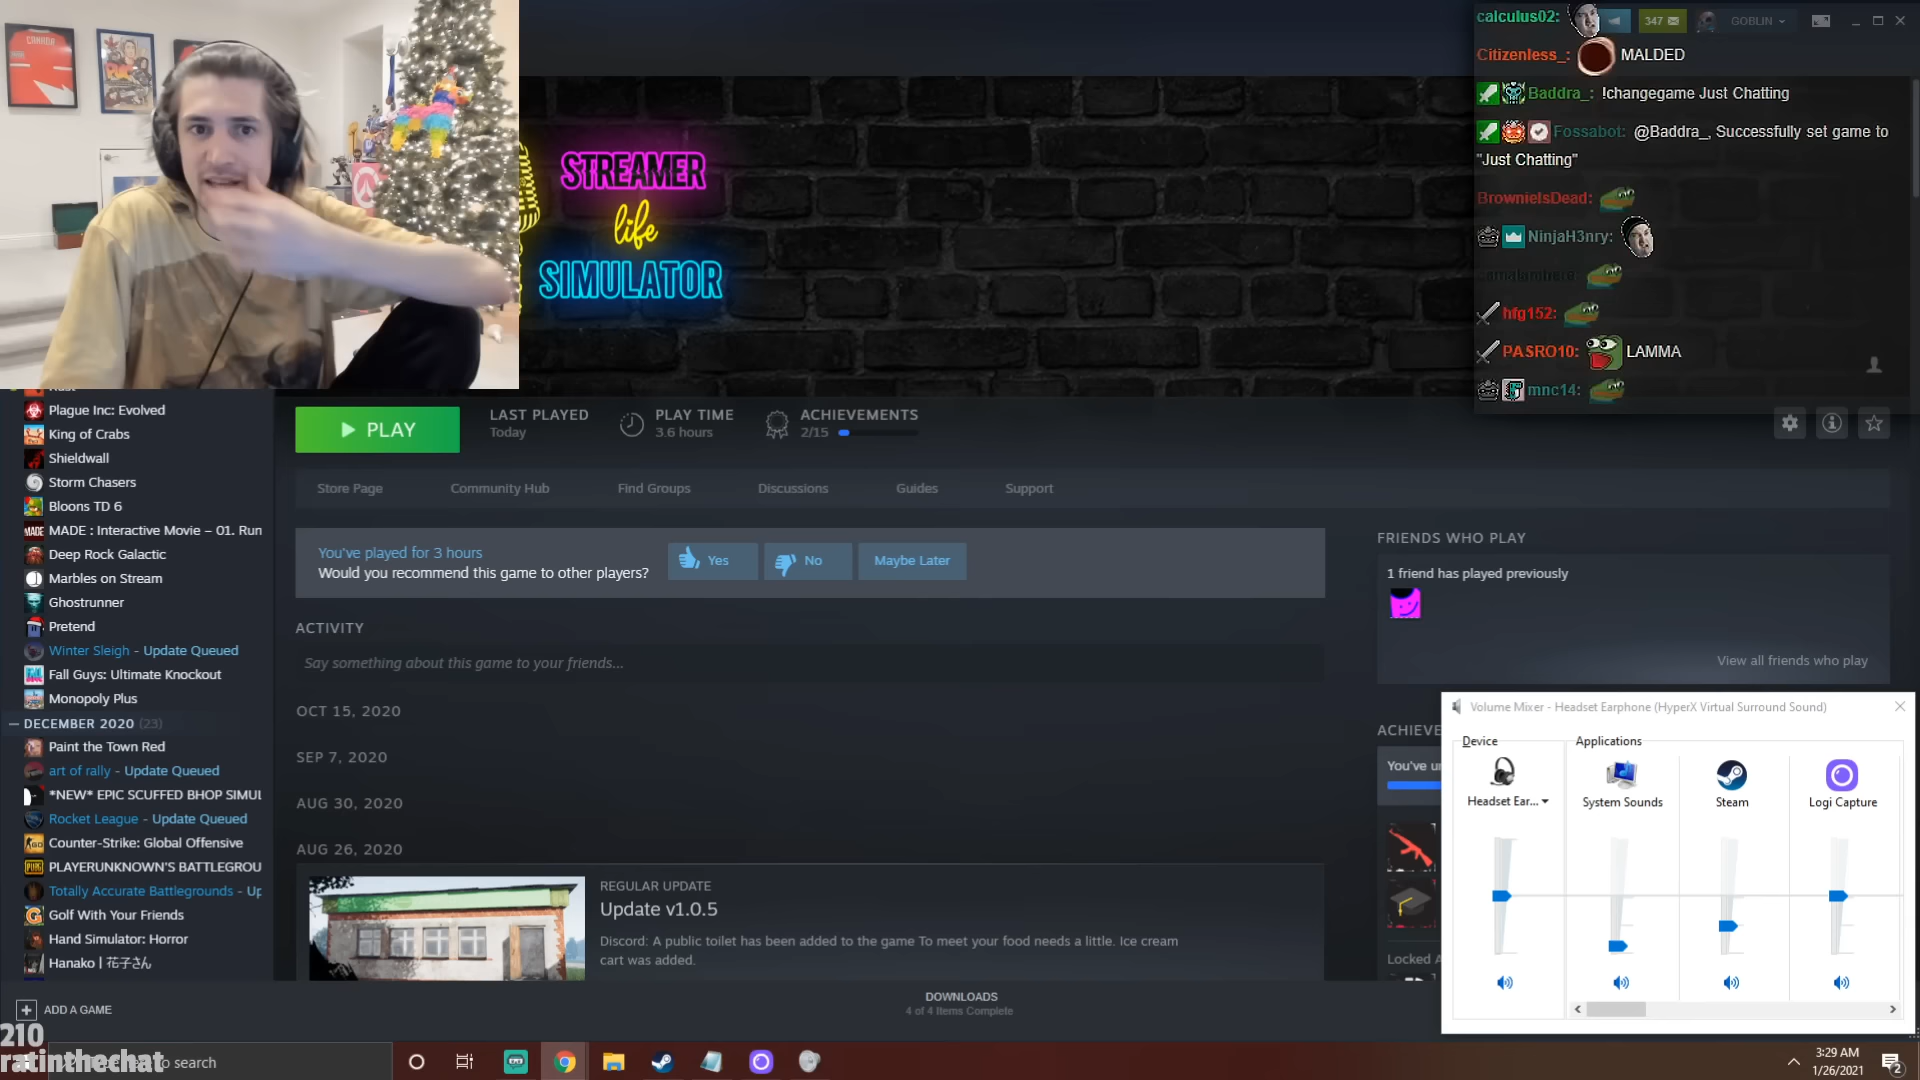 CANADA
STREAMER
life
SIMULATOR
calculus02:
347
GOBLIN
Citizenless_: MALDED
Baddra_: !changegame Just Chatting
Fossabot: @Baddra_, Successfully set game to
"Just Chatting"
BrownieIsDead:
NinjaH3nry:
hfg152:
PASRO10: LAMMA
mnc14:
Plague Inc: Evolved
King of Crabs
Shieldwall
Storm Chasers
Bloons TD 6
MADE : Interactive Movie – 01. Run
Deep Rock Galactic
Marbles on Stream
Ghostrunner
Pretend
Winter Sleigh - Update Queued
Fall Guys: Ultimate Knockout
Monopoly Plus
DECEMBER 2020 (23)
Paint the Town Red
art of rally - Update Queued
*NEW* EPIC SCUFFED BHOP SIMUL
Rocket League - Update Queued
Counter-Strike: Global Offensive
PLAYERUNKNOWN'S BATTLEGROU
Totally Accurate Battlegrounds - Up
Golf With Your Friends
Hand Simulator: Horror
Hanako | 花子さん
ADD A GAME
PLAY
LAST PLAYED
Today
PLAY TIME
3.6 hours
ACHIEVEMENTS
2/15
Store Page
Community Hub
Find Groups
Discussions
Guides
Support
You've played for 3 hours
Would you recommend this game to other players?
Yes
No
Maybe Later
ACTIVITY
Say something about this game to your friends...
OCT 15, 2020
SEP 7, 2020
AUG 30, 2020
AUG 26, 2020
REGULAR UPDATE
Update v1.0.5
Discord: A public toilet has been added to the game To meet your food needs a little. Ice cream
cart was added.
DOWNLOADS
4 of 4 Items Complete
FRIENDS WHO PLAY
1 friend has played previously
View all friends who play
ACHIEVE
You've un
Locked A
Volume Mixer - Headset Earphone (HyperX Virtual Surround Sound)
Device
Applications
Headset Ear...
System Sounds
Steam
Logi Capture
210
ratinthechat
to search
3:29 AM
1/26/2021
2